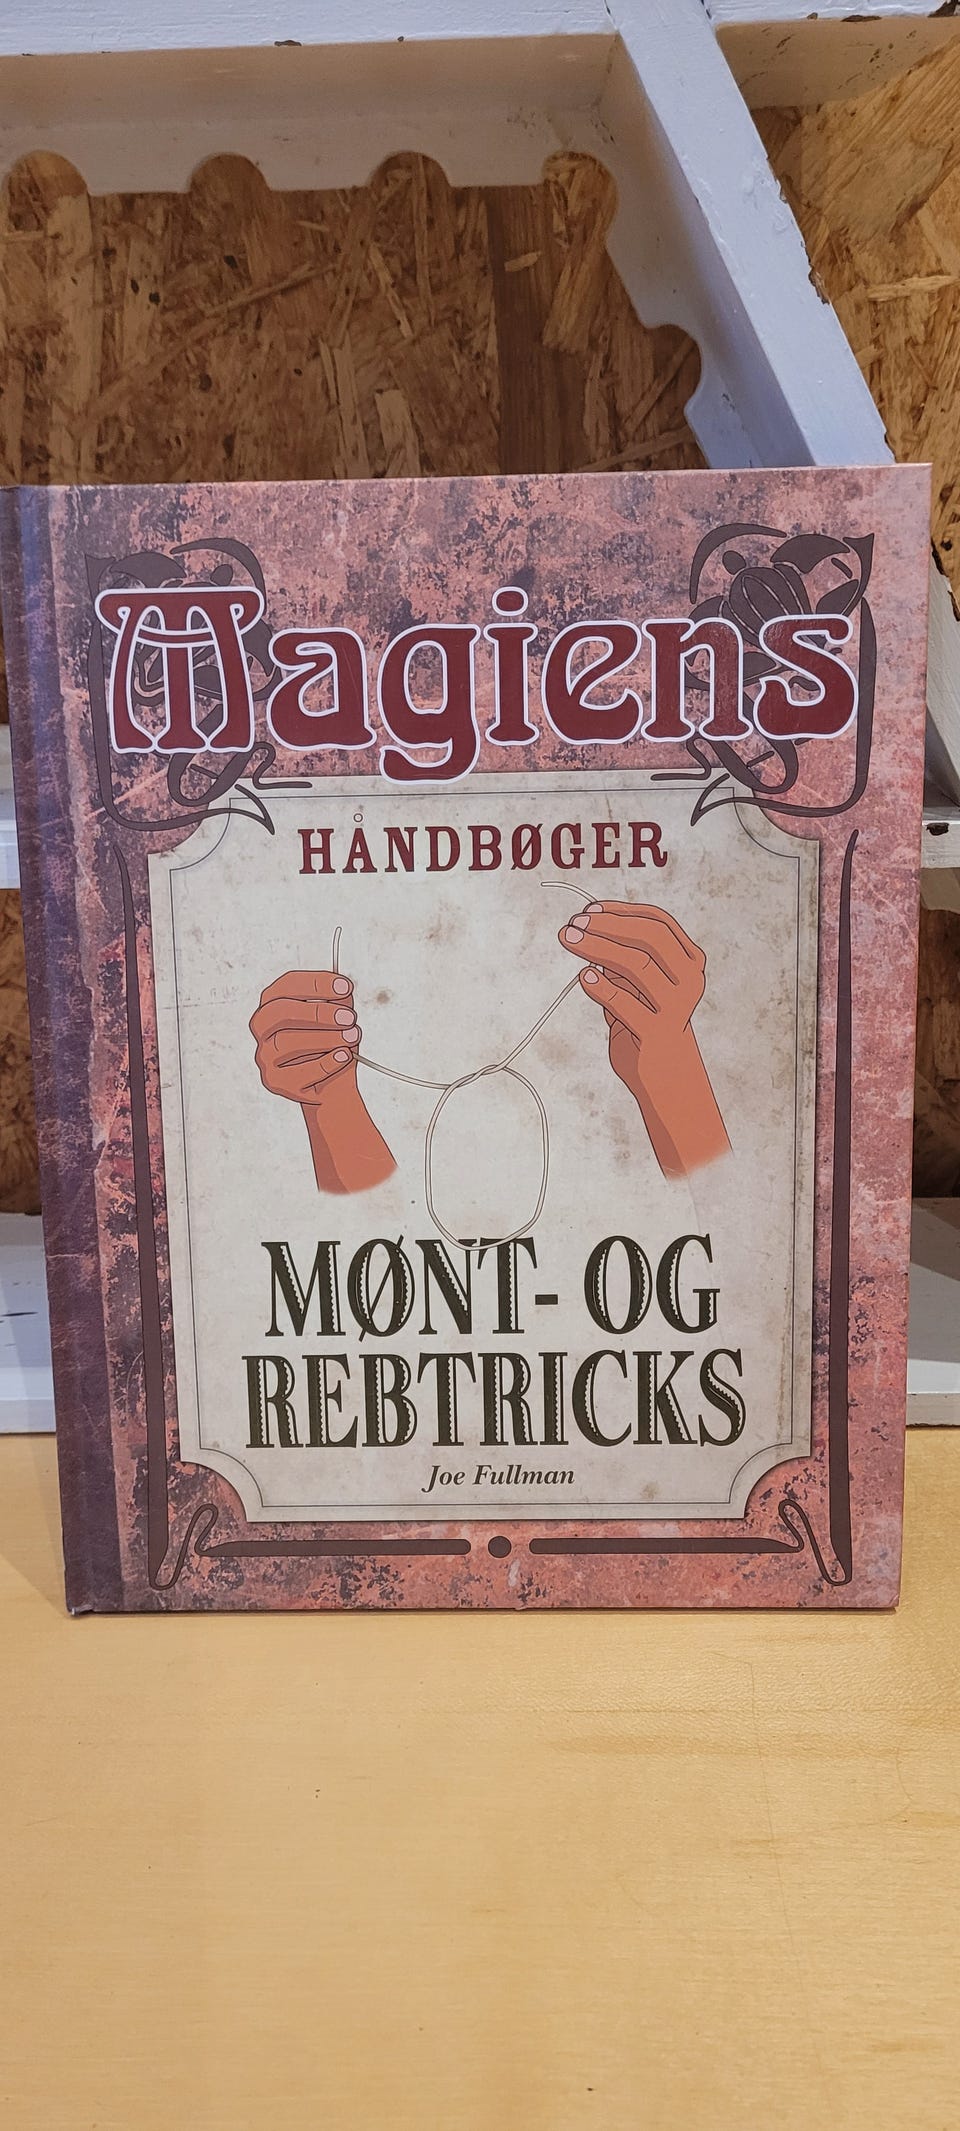 Magiens
HÅNDBØGER
MØNT- OG
REBTRICKS
Joe Fullman